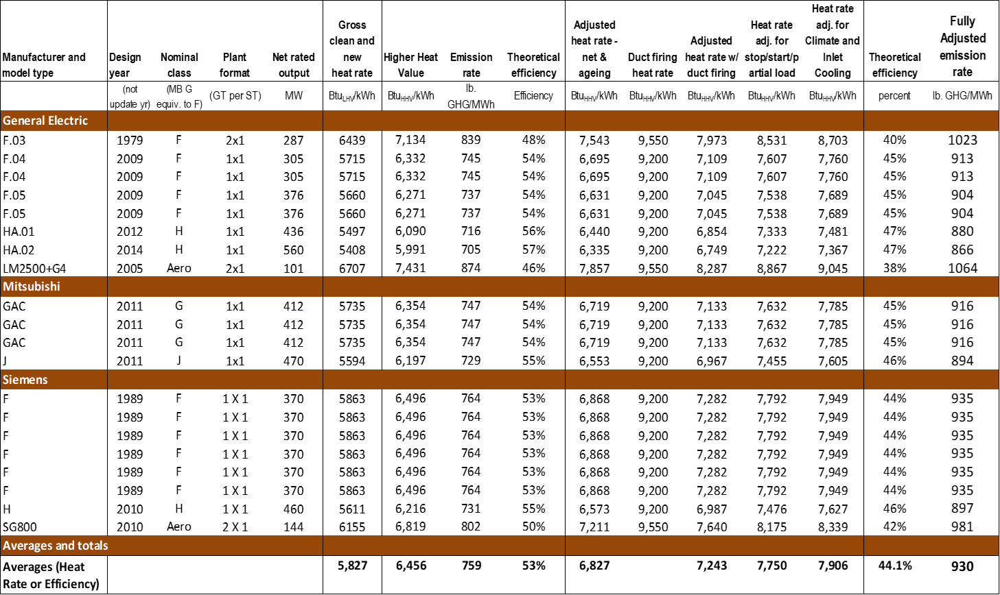 Manufacturer and model type | Design year | Nominal class | Plant format | Net rated output | Gross clean and new heat rate | Higher Heat Value | Emission rate | Theoretical efficiency | Adjusted heat rate - net & ageing | Duct firing heat rate | Adjusted heat rate w/ duct firing | Heat rate adj. for stop/start/p artial load | Heat rate adj. for Climate and Inlet Cooling | Theoretical efficiency | Fully Adjusted emission rate
(not update yr) | (MB G equiv. to F) | (GT per ST) | MW | BtuLHV/kWh | BtuHHV/kWh | lb. GHG/MWh | Efficiency | BtuHHV/kWh | BtuHHV/kWh | BtuHHV/kWh | BtuHHV/kWh | BtuHHV/kWh | percent | lb. GHG/MWh
General Electric
F.03 | 1979 | F | 2x1 | 287 | 6439 | 7,134 | 839 | 48% | 7,543 | 9,550 | 7,973 | 8,531 | 8,703 | 40% | 1023
F.04 | 2009 | F | 1x1 | 305 | 5715 | 6,332 | 745 | 54% | 6,695 | 9,200 | 7,109 | 7,607 | 7,760 | 45% | 913
F.04 | 2009 | F | 1x1 | 305 | 5715 | 6,332 | 745 | 54% | 6,695 | 9,200 | 7,109 | 7,607 | 7,760 | 45% | 913
F.05 | 2009 | F | 1x1 | 376 | 5660 | 6,271 | 737 | 54% | 6,631 | 9,200 | 7,045 | 7,538 | 7,689 | 45% | 904
F.05 | 2009 | F | 1x1 | 376 | 5660 | 6,271 | 737 | 54% | 6,631 | 9,200 | 7,045 | 7,538 | 7,689 | 45% | 904
HA.01 | 2012 | H | 1x1 | 436 | 5497 | 6,090 | 716 | 56% | 6,440 | 9,200 | 6,854 | 7,333 | 7,481 | 47% | 880
HA.02 | 2014 | H | 1x1 | 560 | 5408 | 5,991 | 705 | 57% | 6,335 | 9,200 | 6,749 | 7,222 | 7,367 | 47% | 866
LM2500+G4 | 2005 | Aero | 2x1 | 101 | 6707 | 7,431 | 874 | 46% | 7,857 | 9,550 | 8,287 | 8,867 | 9,045 | 38% | 1064
Mitsubishi
GAC | 2011 | G | 1x1 | 412 | 5735 | 6,354 | 747 | 54% | 6,719 | 9,200 | 7,133 | 7,632 | 7,785 | 45% | 916
GAC | 2011 | G | 1x1 | 412 | 5735 | 6,354 | 747 | 54% | 6,719 | 9,200 | 7,133 | 7,632 | 7,785 | 45% | 916
GAC | 2011 | G | 1x1 | 412 | 5735 | 6,354 | 747 | 54% | 6,719 | 9,200 | 7,133 | 7,632 | 7,785 | 45% | 916
J | 2011 | J | 1x1 | 470 | 5594 | 6,197 | 729 | 55% | 6,553 | 9,200 | 6,967 | 7,455 | 7,605 | 46% | 894
Siemens
F | 1989 | F | 1 X 1 | 370 | 5863 | 6,496 | 764 | 53% | 6,868 | 9,200 | 7,282 | 7,792 | 7,949 | 44% | 935
F | 1989 | F | 1 X 1 | 370 | 5863 | 6,496 | 764 | 53% | 6,868 | 9,200 | 7,282 | 7,792 | 7,949 | 44% | 935
F | 1989 | F | 1 X 1 | 370 | 5863 | 6,496 | 764 | 53% | 6,868 | 9,200 | 7,282 | 7,792 | 7,949 | 44% | 935
F | 1989 | F | 1 X 1 | 370 | 5863 | 6,496 | 764 | 53% | 6,868 | 9,200 | 7,282 | 7,792 | 7,949 | 44% | 935
F | 1989 | F | 1 X 1 | 370 | 5863 | 6,496 | 764 | 53% | 6,868 | 9,200 | 7,282 | 7,792 | 7,949 | 44% | 935
F | 1989 | F | 1 X 1 | 370 | 5863 | 6,496 | 764 | 53% | 6,868 | 9,200 | 7,282 | 7,792 | 7,949 | 44% | 935
H | 2010 | H | 1 X 1 | 460 | 5611 | 6,216 | 731 | 55% | 6,573 | 9,200 | 6,987 | 7,476 | 7,627 | 46% | 897
SG800 | 2010 | Aero | 2 X 1 | 144 | 6155 | 6,819 | 802 | 50% | 7,211 | 9,550 | 7,640 | 8,175 | 8,339 | 42% | 981
Averages and totals
Averages (Heat Rate or Efficiency) | 5,827 | 6,456 | 759 | 53% | 6,827 | 7,243 | 7,750 | 7,906 | 44.1% | 930